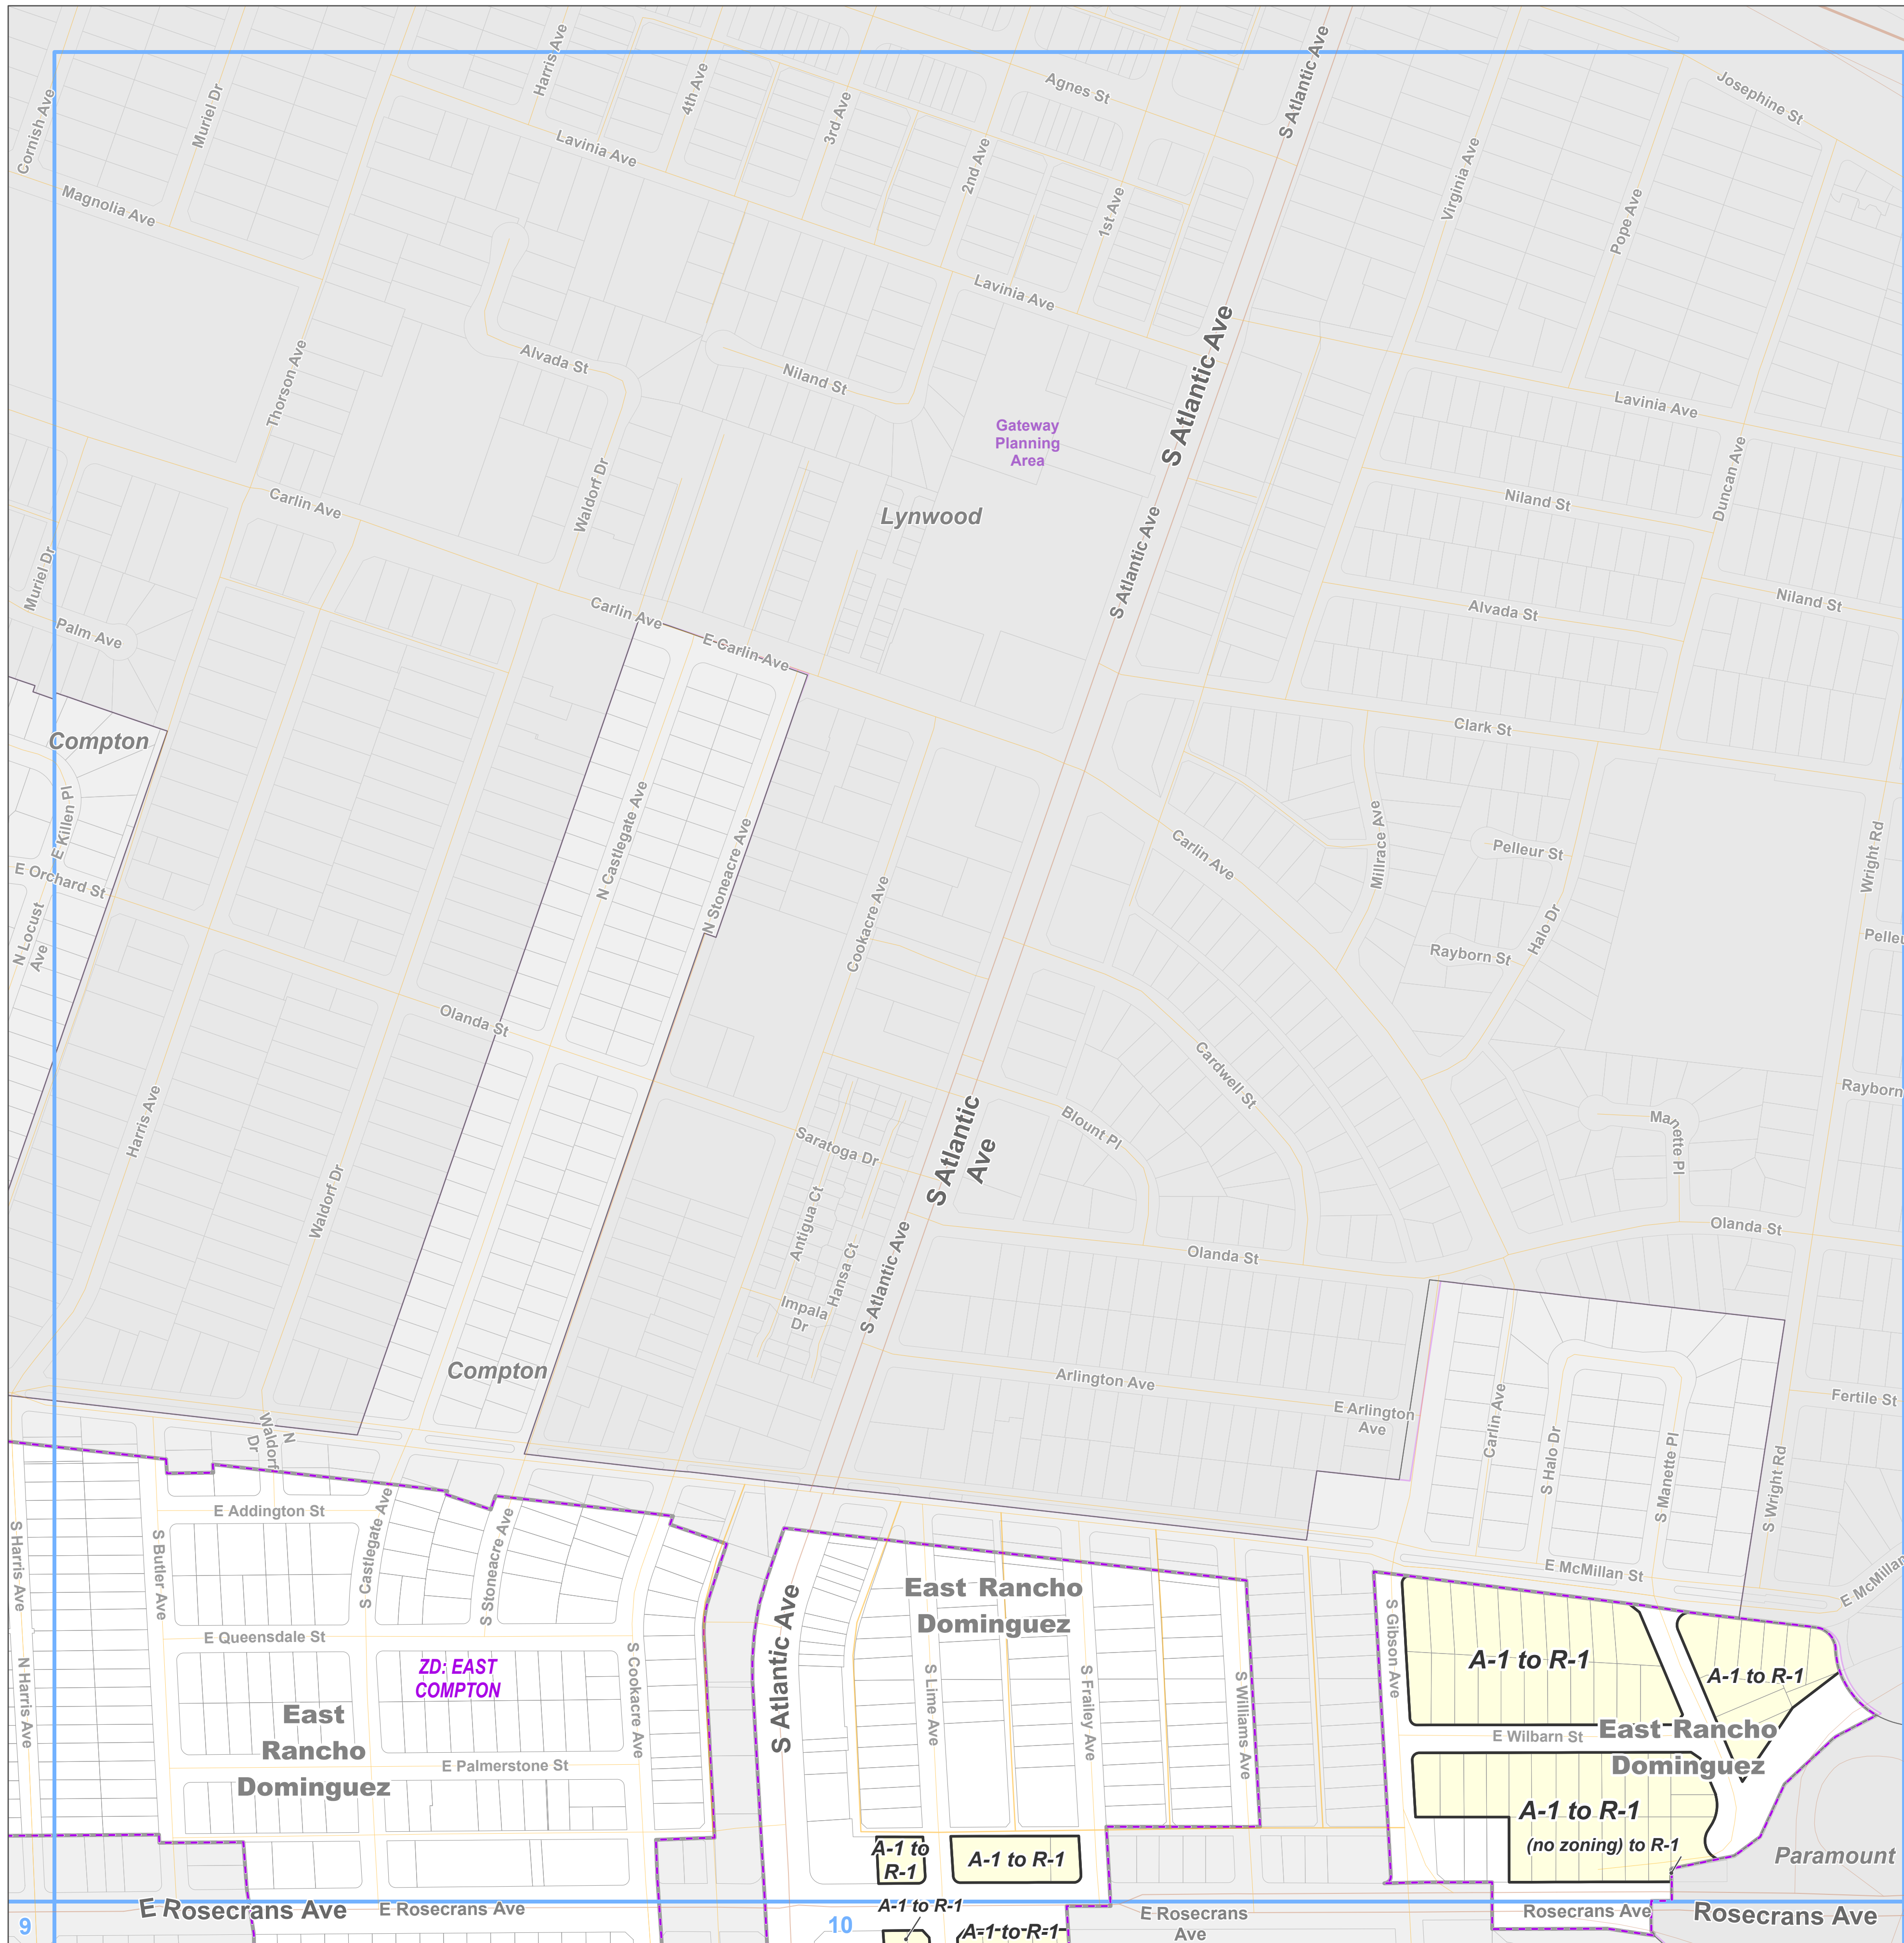 Cornish Ave
Muriel Dr
Harris Ave
4th Ave
3rd Ave
Agnes St
S Atlantic Ave
Josephine St
Lavinia Ave
2nd Ave
1st Ave
Virginia Ave
Pope Ave
Magnolia Ave
Lavinia Ave
Thorson Ave
Alvada St
Niland St
S Atlantic Ave
Lavinia Ave
Gateway
Planning
Area
Duncan Ave
Carlin Ave
Waldorf Dr
Lynwood
S Atlantic Ave
Niland St
Muriel Dr
Palm Ave
Carlin Ave
E Carlin Ave
Alvada St
Niland St
Compton
Clark St
E Killen Pl
N Castlegate Ave
N Stoneacre Ave
Carlin Ave
Millrace Ave
Pelleur St
Wright Rd
E Orchard St
N Locust
Ave
Cookacre Ave
Rayborn St
Halo Dr
Pelleu
Olanda St
Cardwell St
Rayborn
Harris Ave
Waldorf Dr
Saratoga Dr
S Atlantic
Ave
Blount Pl
Manette Pl
Antigua Ct
Hansa Ct
S Atlantic Ave
Olanda St
Olanda St
Impala
Dr
Compton
Arlington Ave
E Arlington
Ave
Carlin Ave
S Halo Dr
S Manette Pl
S Wright Rd
Fertile St
N
Waldorf
Dr
E Addington St
S Harris Ave
S Butler Ave
S Castlegate Ave
S Stoneacre Ave
E McMillan St
E McMillan
East Rancho
Dominguez
S Atlantic Ave
E Queensdale St
ZD: EAST
COMPTON
N Harris Ave
S Cookacre Ave
S Lime Ave
S Frailey Ave
S Williams Ave
S Gibson Ave
A-1 to R-1
A-1 to R-1
East
Rancho
Dominguez
E Palmerstone St
E Wilbarn St
East Rancho
Dominguez
A-1 to R-1
(no zoning) to R-1
Paramount
A-1 to
R-1
A-1 to R-1
E Rosecrans Ave
E Rosecrans Ave
A-1 to R-1
E Rosecrans
Ave
Rosecrans Ave
Rosecrans Ave
9
10
A-1 to R-1